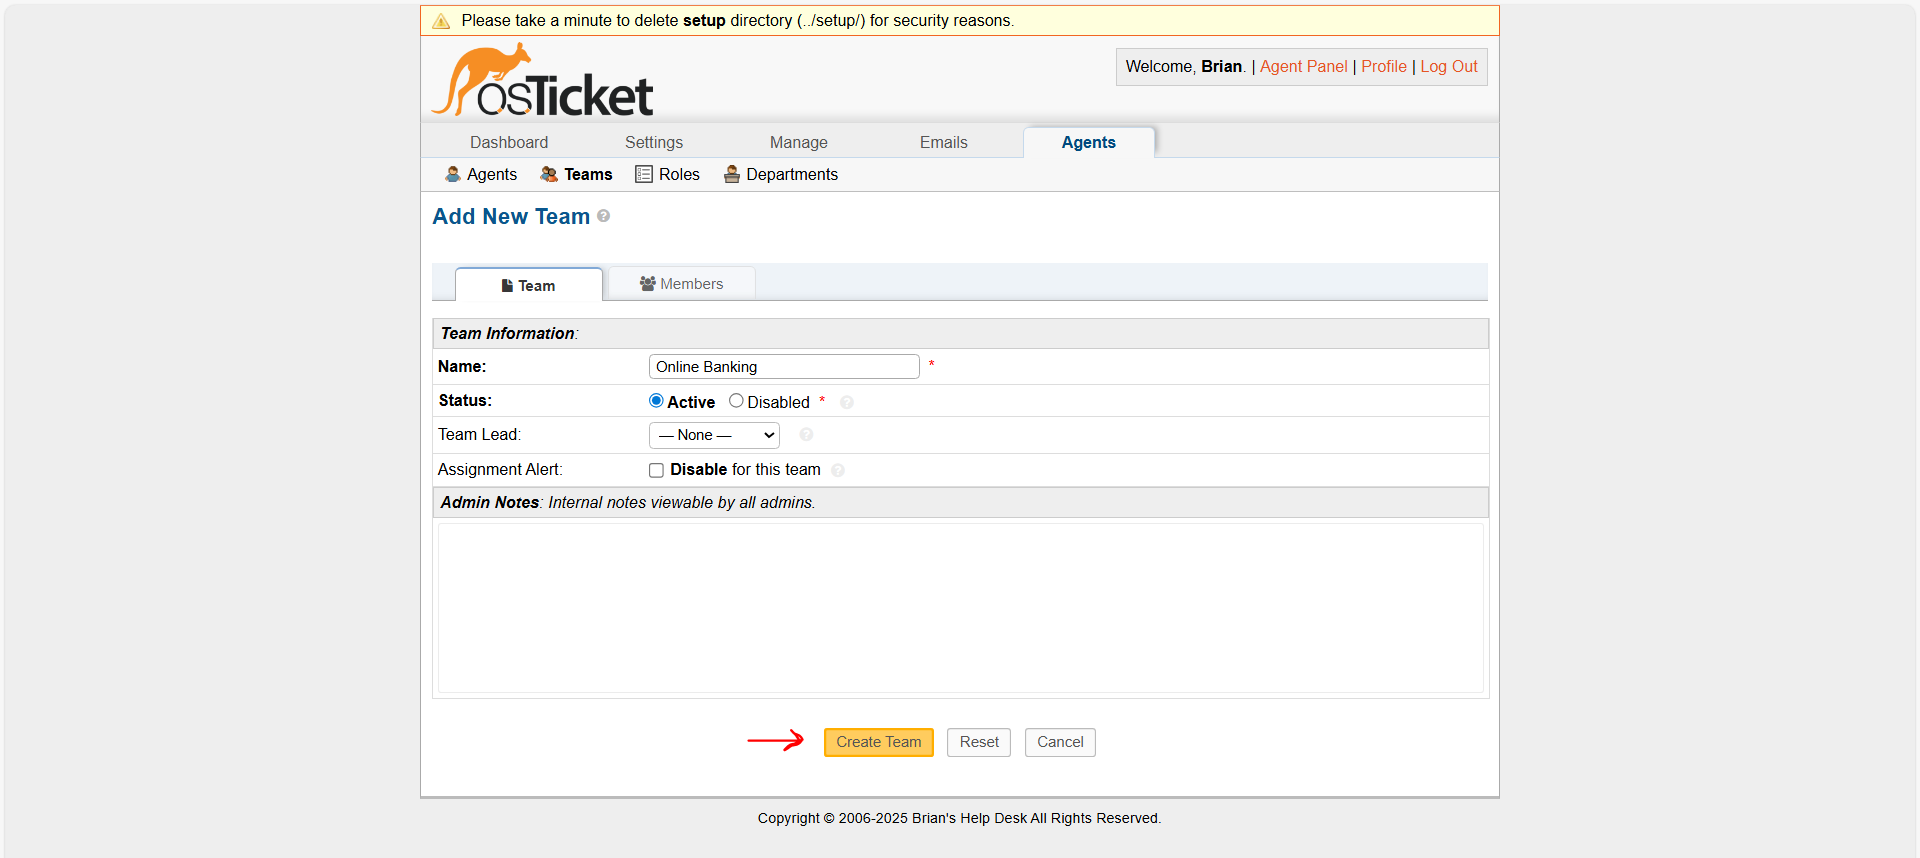 Please take a minute to delete setup directory (../setup/) for security reasons.
osTicket
Welcome, Brian. | Agent Panel | Profile | Log Out
Dashboard Settings Manage Emails Agents
Agents Teams Roles Departments
Add New Team ?
Team Members
Team Information:
Name: Online Banking *
Status: Active Disabled * ?
Team Lead: — None — ?
Assignment Alert: Disable for this team ?
Admin Notes: Internal notes viewable by all admins.
Create Team Reset Cancel
Copyright © 2006-2025 Brian's Help Desk All Rights Reserved.